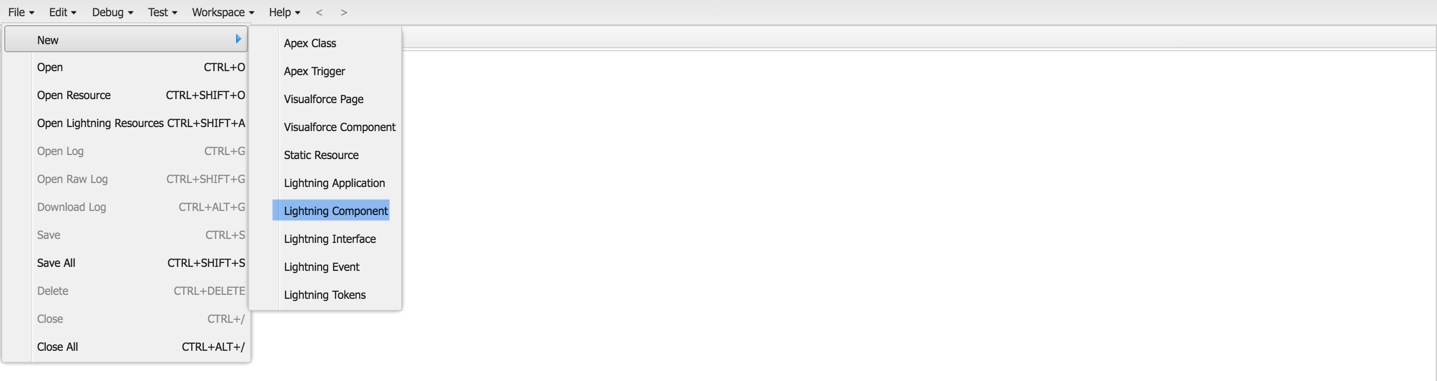 File Edit Debug Test Workspace Help < >
New
Open CTRL+O
Open Resource CTRL+SHIFT+O
Open Lightning Resources CTRL+SHIFT+A
Open Log CTRL+G
Open Raw Log CTRL+SHIFT+G
Download Log CTRL+ALT+G
Save CTRL+S
Save All CTRL+SHIFT+S
Delete CTRL+DELETE
Close CTRL+/
Close All CTRL+ALT+/
Apex Class
Apex Trigger
Visualforce Page
Visualforce Component
Static Resource
Lightning Application
Lightning Component
Lightning Interface
Lightning Event
Lightning Tokens